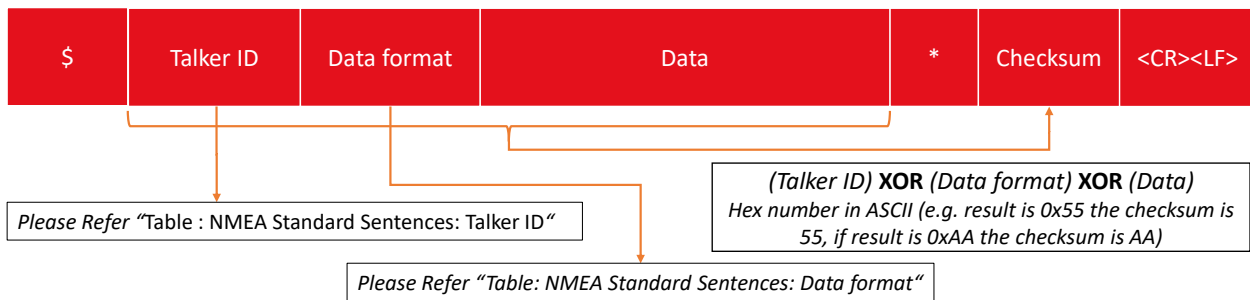 $
Talker ID
Data format
Data
*
Checksum
<CR><LF>
(Talker ID) XOR (Data format) XOR (Data)
Hex number in ASCII (e.g. result is 0x55 the checksum is
55, if result is 0xAA the checksum is AA)
Please Refer “Table : NMEA Standard Sentences: Talker ID“
Please Refer “Table: NMEA Standard Sentences: Data format“